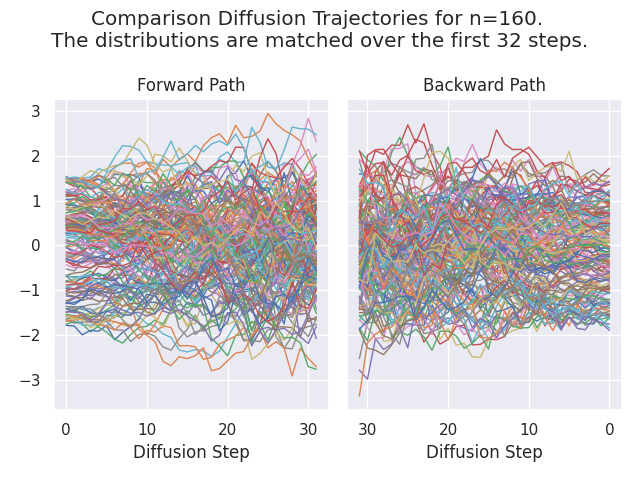 Comparison Diffusion Trajectories for n=160.
The distributions are matched over the first 32 steps.
Forward Path
Backward Path
3
2
1
0
−1
−2
−3
0 10 20 30
30 20 10 0
Diffusion Step
Diffusion Step